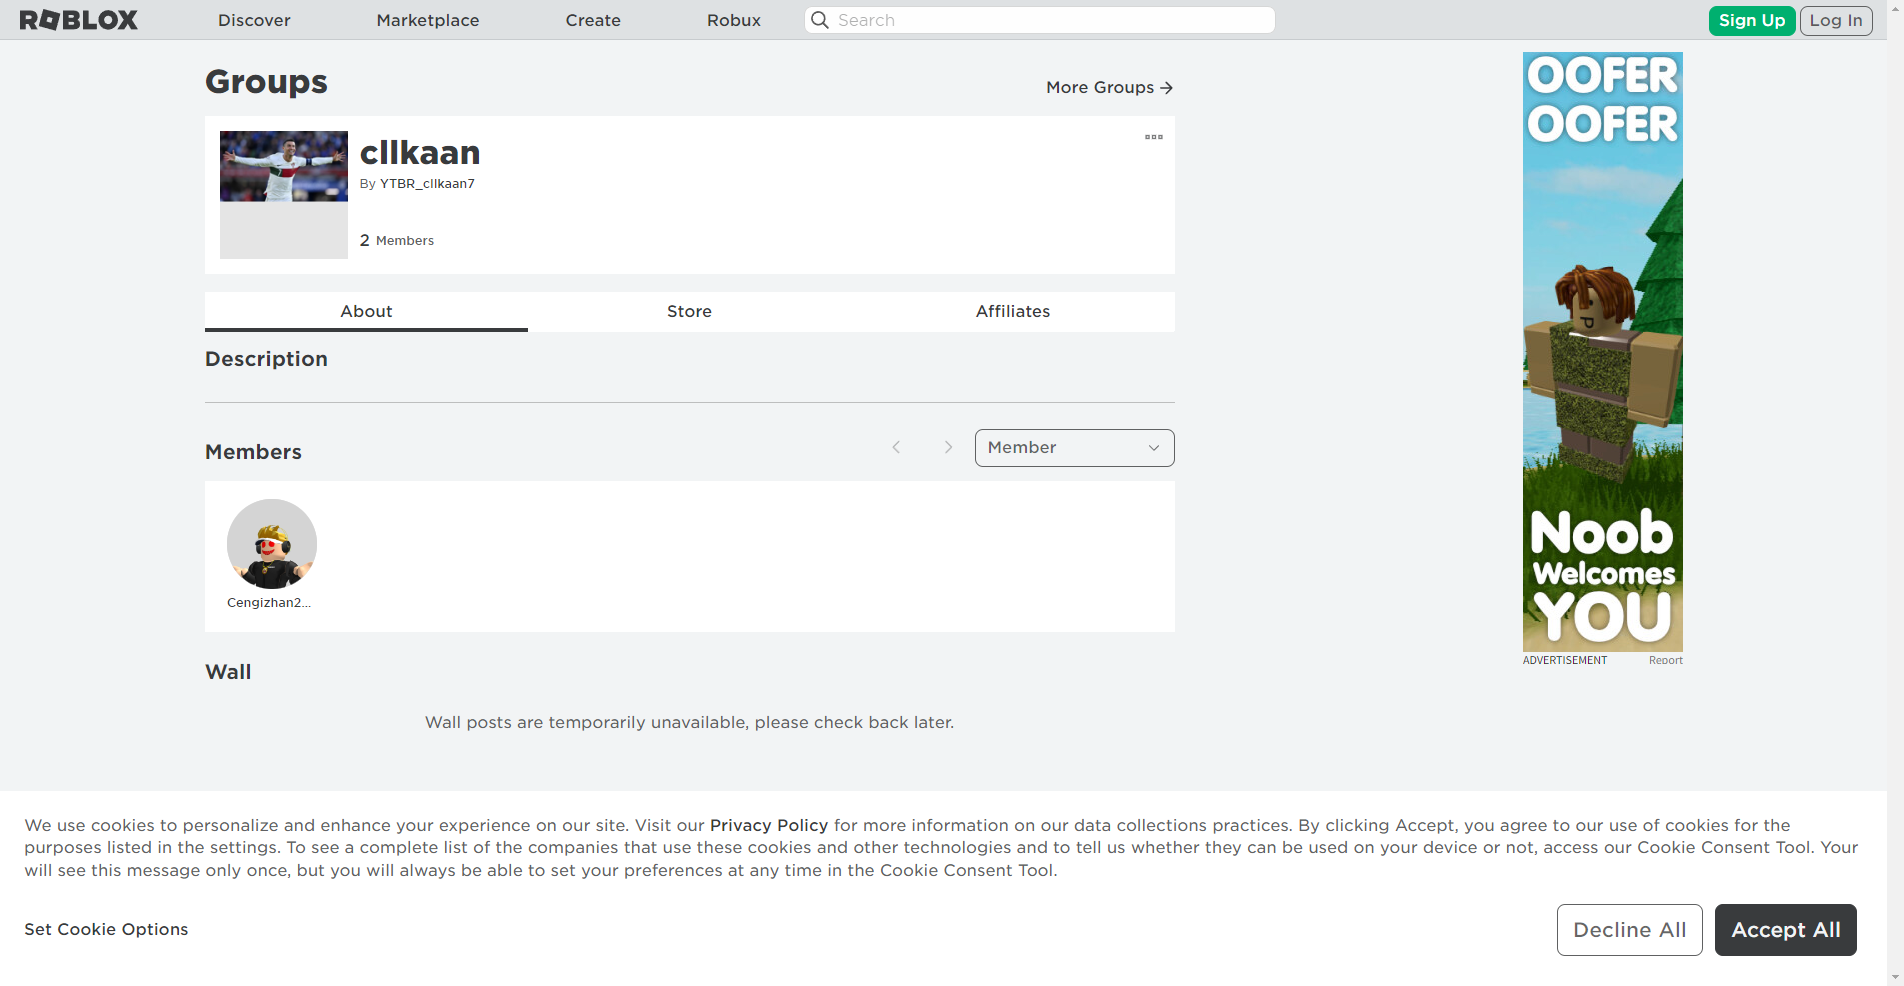 ROBLOX
Discover
Marketplace
Create
Robux
Search
Sign Up
Log In
Groups
More Groups
cllkaan
By YTBR_cllkaan7
2 Members
About
Store
Affiliates
Description
Members
Member
Cengizhan2...
Wall
Wall posts are temporarily unavailable, please check back later.
OOFER
OOFER
Noob
Welcomes
YOU
ADVERTISEMENT
Report
We use cookies to personalize and enhance your experience on our site. Visit our Privacy Policy for more information on our data collections practices. By clicking Accept, you agree to our use of cookies for the
purposes listed in the settings. To see a complete list of the companies that use these cookies and other technologies and to tell us whether they can be used on your device or not, access our Cookie Consent Tool. Your
will see this message only once, but you will always be able to set your preferences at any time in the Cookie Consent Tool.
Set Cookie Options
Decline All
Accept All